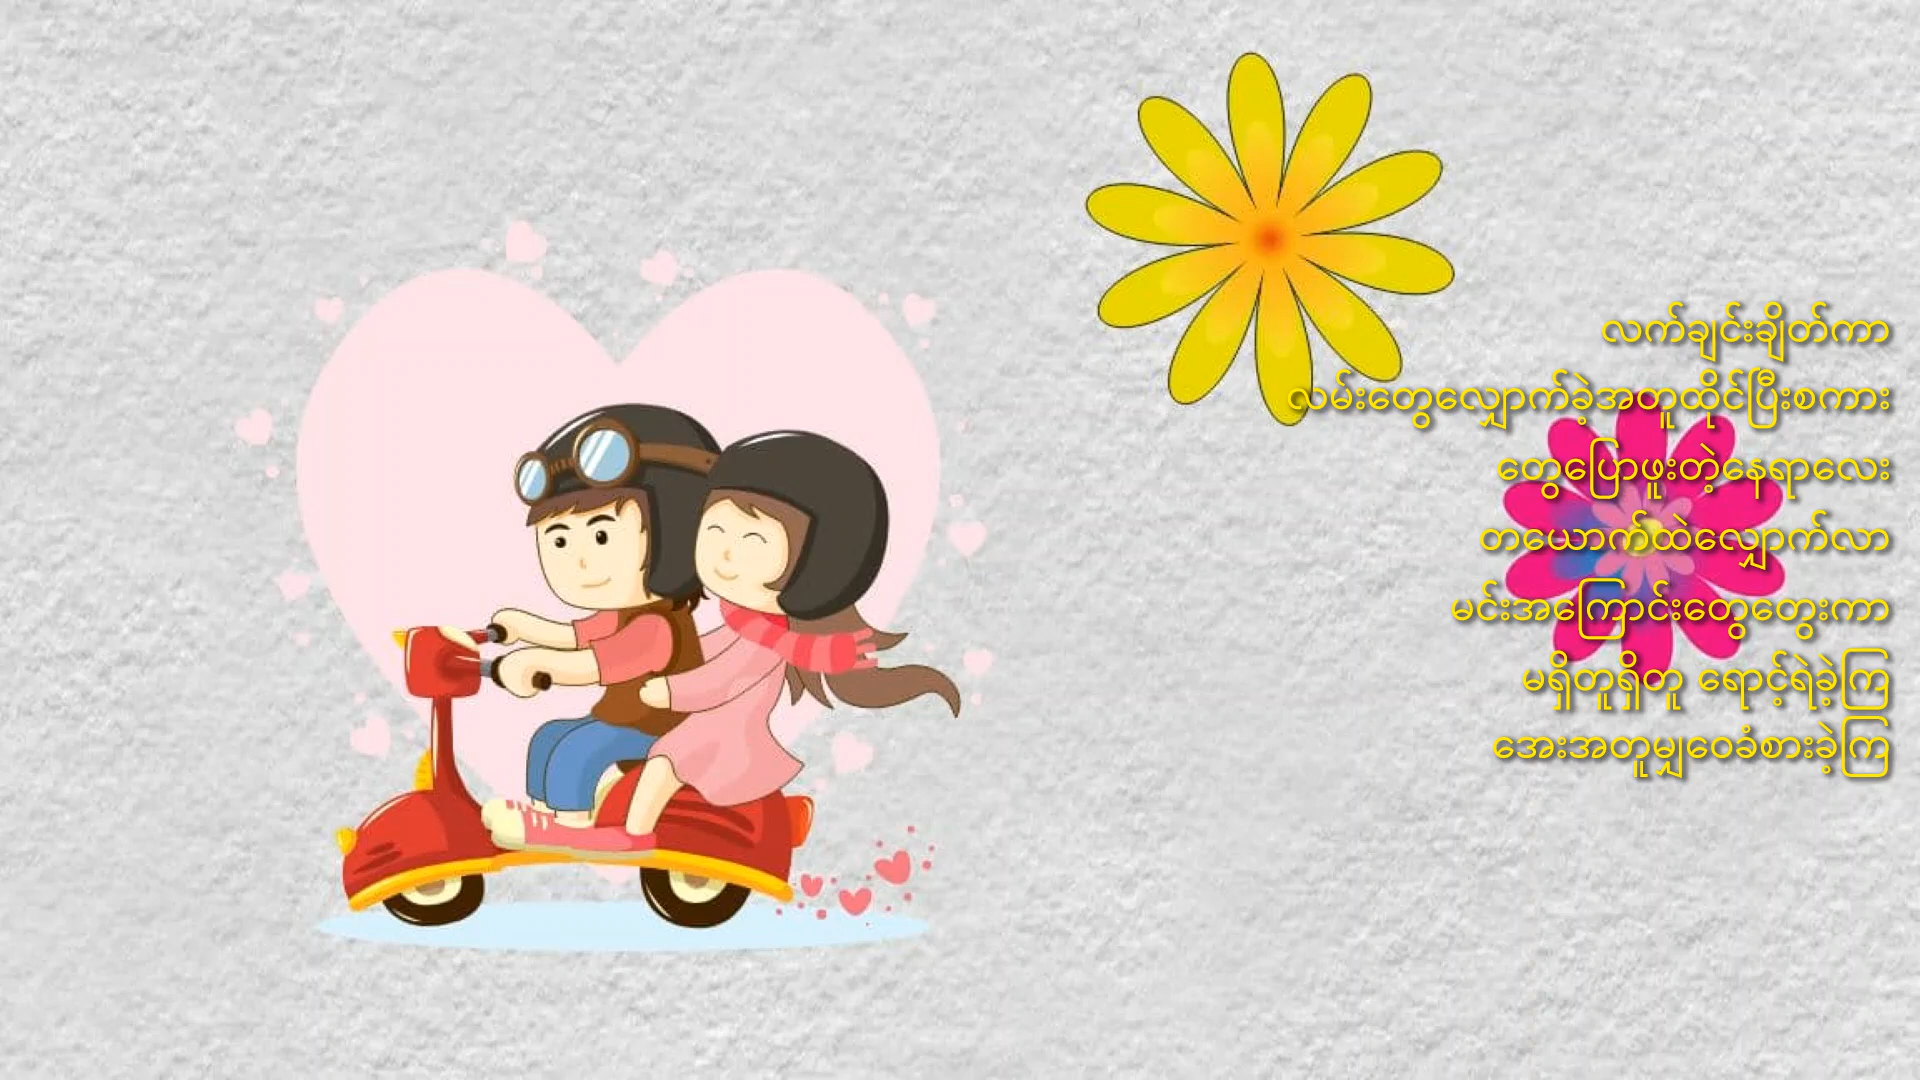 လက်ချင်းချိတ်ကာ
လမ်းတွေလျှောက်ခဲ့အတူထိုင်ပြီးစကား
တွေပြောဖူးတဲ့နေရာလေး
တယောက်ထဲလျှောက်လာ
မင်းအကြောင်းတွေတွေးကာ
မရှိတူရှိတူ ရောင့်ရဲခဲ့ကြ
အေးအတူမျှဝေခံစားခဲ့ကြ